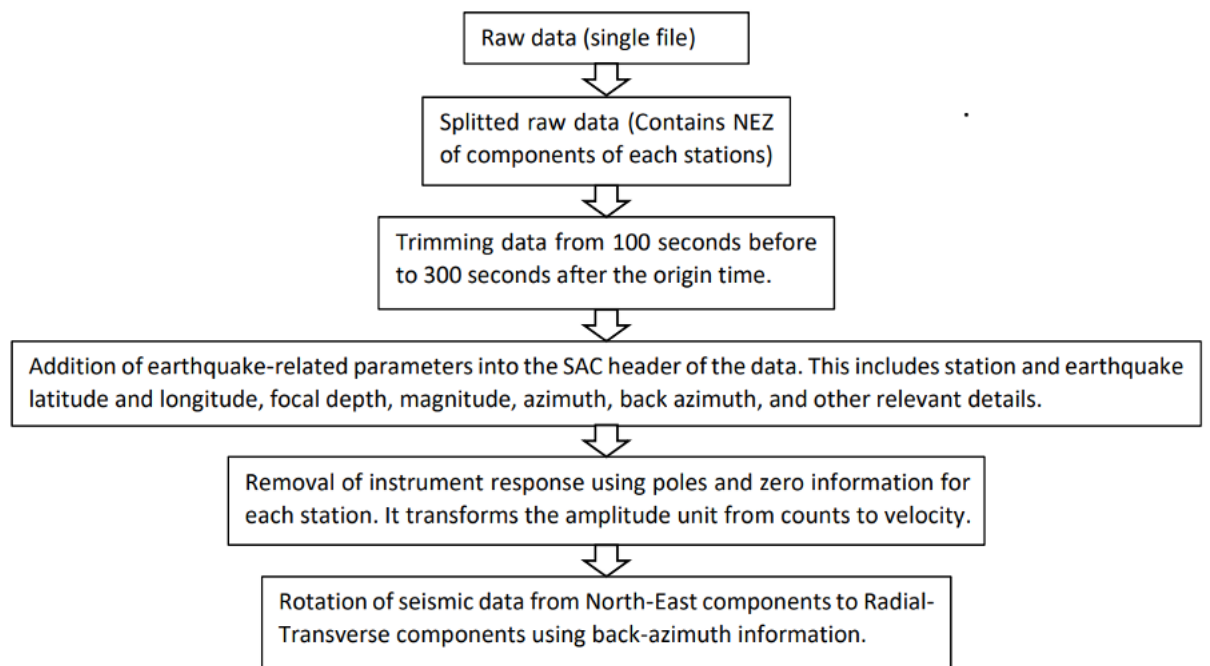 Raw data (single file)
Splitted raw data (Contains NEZ
of components of each stations)
Trimming data from 100 seconds before
to 300 seconds after the origin time.
Addition of earthquake-related parameters into the SAC header of the data. This includes station and earthquake
latitude and longitude, focal depth, magnitude, azimuth, back azimuth, and other relevant details.
Removal of instrument response using poles and zero information for
each station. It transforms the amplitude unit from counts to velocity.
Rotation of seismic data from North-East components to Radial-
Transverse components using back-azimuth information.